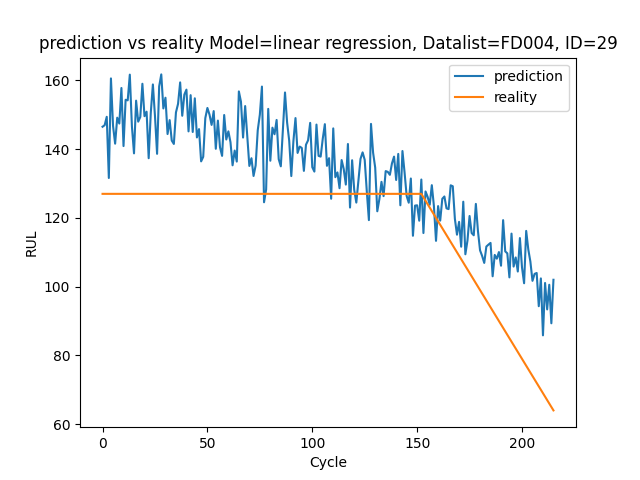 prediction vs reality Model=linear regression, Datalist=FD004, ID=29
prediction
reality
RUL
160
140
120
100
80
60
0 50 100 150 200
Cycle